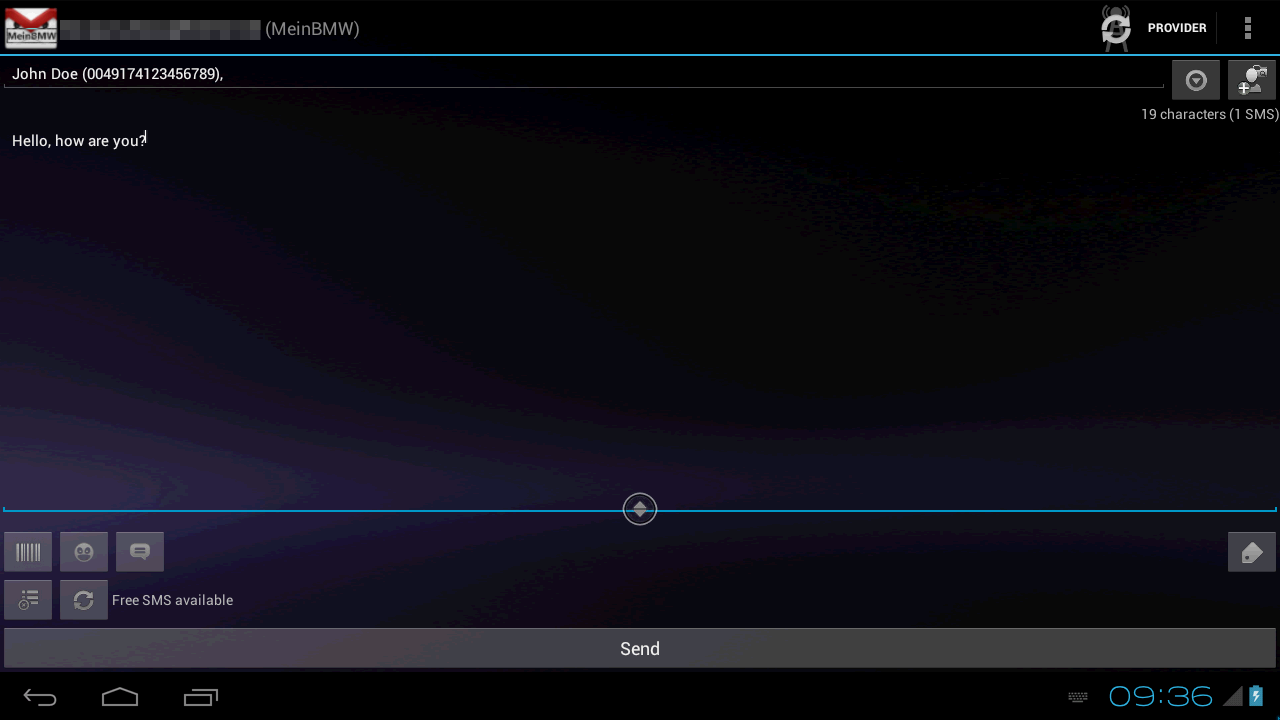 MeinBMW
(MeinBMW)
PROVIDER
John Doe (0049174123456789),
19 characters (1 SMS)
Hello, how are you?
Free SMS available
Send
09:36